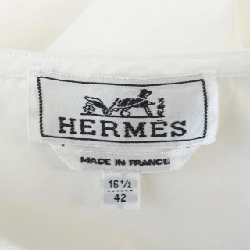 HERMES
MADE IN FRANCE
16 ½
42